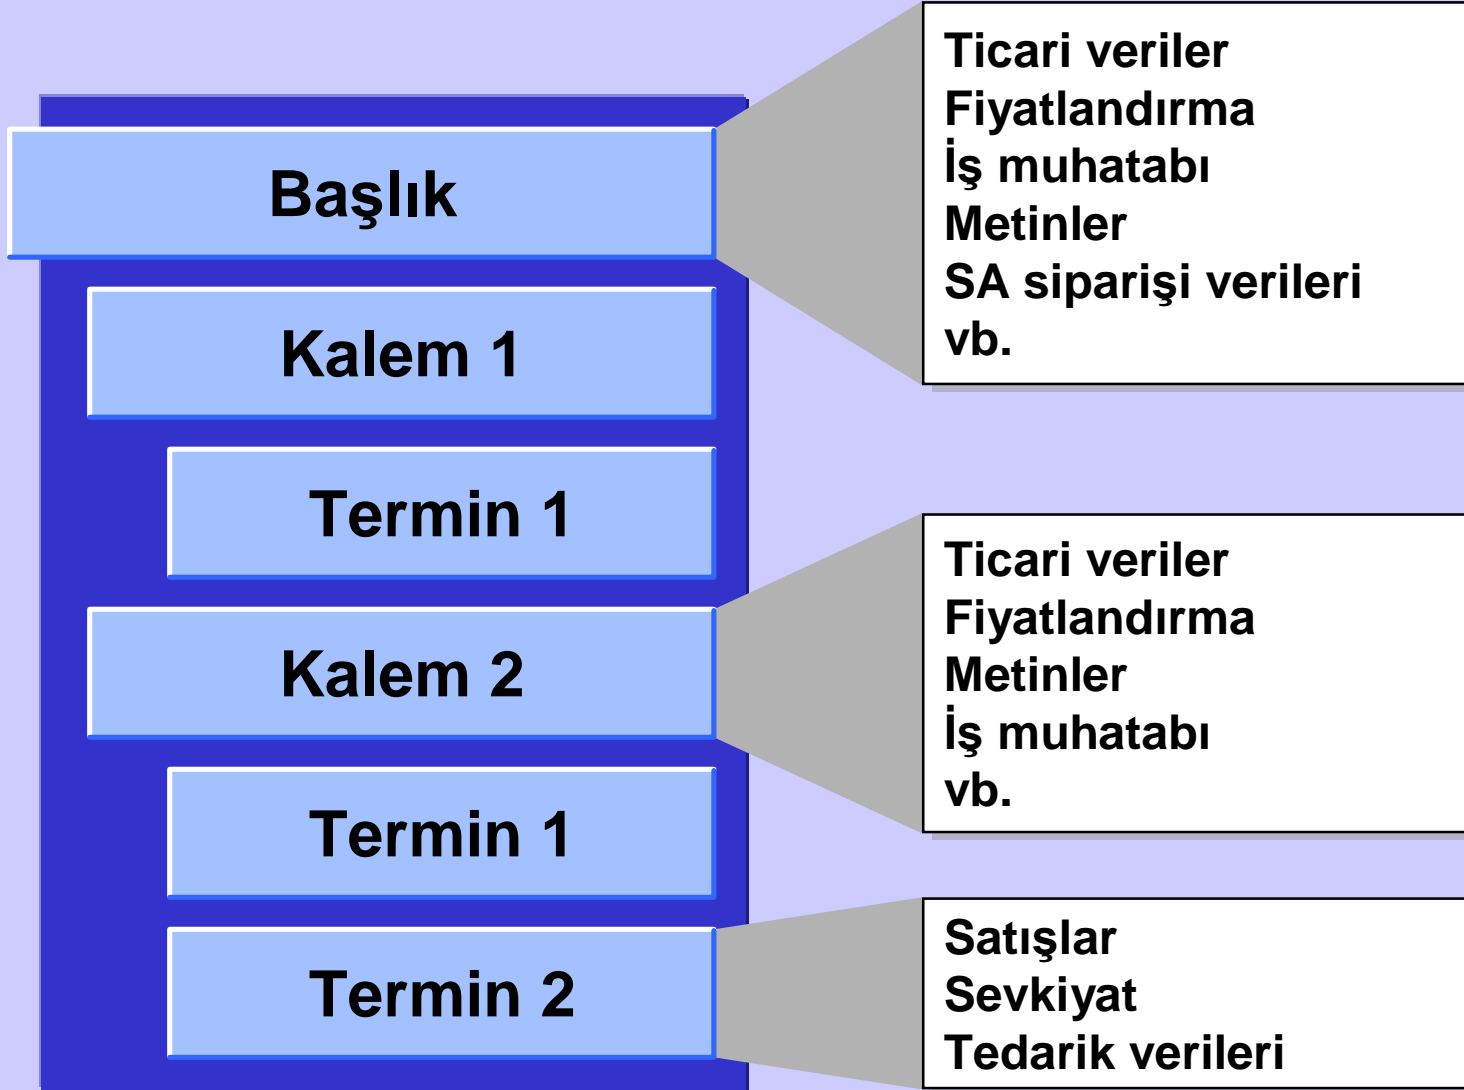 Başlık
Kalem 1
Termin 1
Kalem 2
Termin 1
Termin 2
Ticari veriler
Fiyatlandırma
İş muhatabı
Metinler
SA siparişi verileri
vb.
Ticari veriler
Fiyatlandırma
Metinler
İş muhatabı
vb.
Satışlar
Sevkiyat
Tedarik verileri